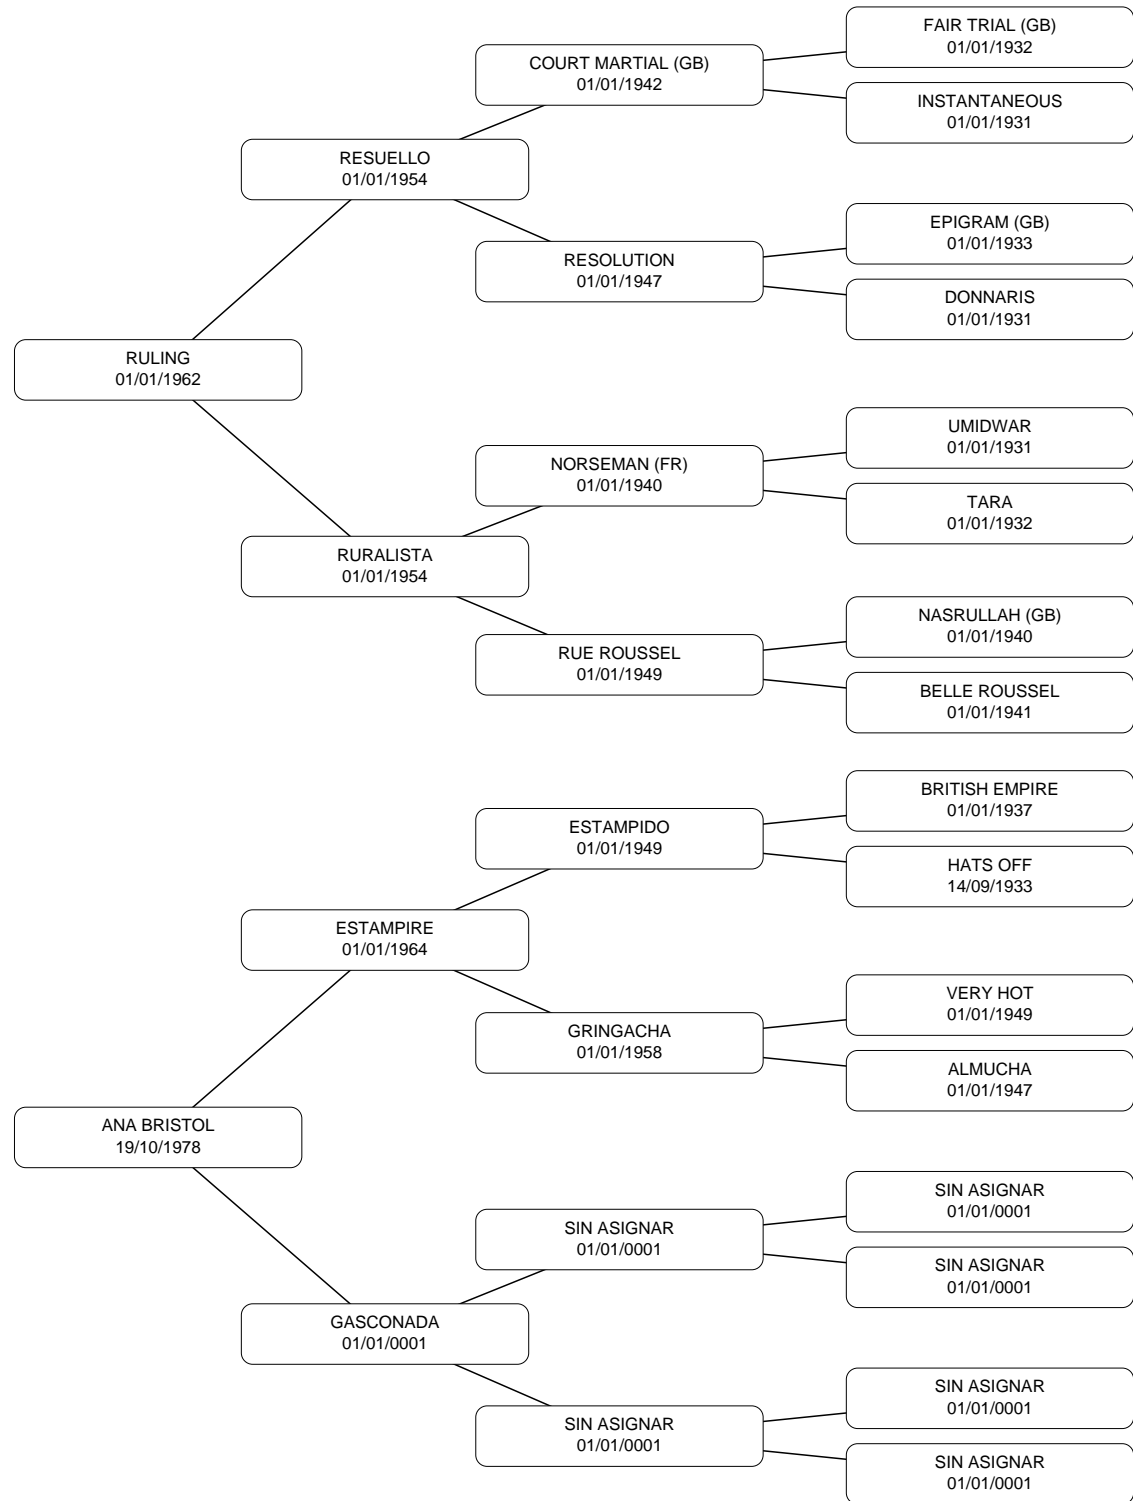 FAIR TRIAL (GB)
01/01/1932
COURT MARTIAL (GB)
01/01/1942
INSTANTANEOUS
01/01/1931
RESUELLO
01/01/1954
EPIGRAM (GB)
01/01/1933
RESOLUTION
01/01/1947
DONNARIS
01/01/1931
RULING
01/01/1962
UMIDWAR
01/01/1931
NORSEMAN (FR)
01/01/1940
TARA
01/01/1932
RURALISTA
01/01/1954
NASRULLAH (GB)
01/01/1940
RUE ROUSSEL
01/01/1949
BELLE ROUSSEL
01/01/1941
BRITISH EMPIRE
01/01/1937
ESTAMPIDO
01/01/1949
HATS OFF
14/09/1933
ESTAMPIRE
01/01/1964
VERY HOT
01/01/1949
GRINGACHA
01/01/1958
ALMUCHA
01/01/1947
ANA BRISTOL
19/10/1978
SIN ASIGNAR
01/01/0001
SIN ASIGNAR
01/01/0001
SIN ASIGNAR
01/01/0001
GASCONADA
01/01/0001
SIN ASIGNAR
01/01/0001
SIN ASIGNAR
01/01/0001
SIN ASIGNAR
01/01/0001